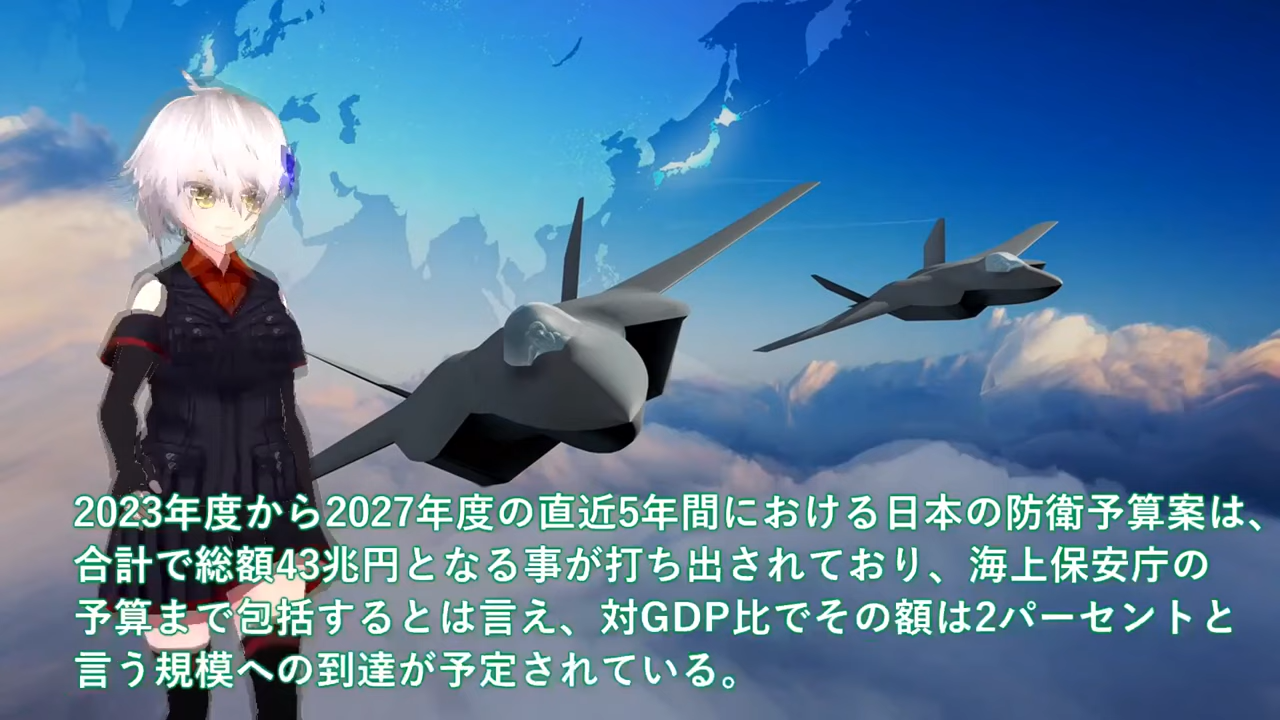 2023年度から2027年度の直近5年間における日本の防衛予算案は、
合計で総額43兆円となる事が打ち出されており、海上保安庁の
予算まで包括するとは言え、対GDP比でその額は2パーセントと
言う規模への到達が予定されている。